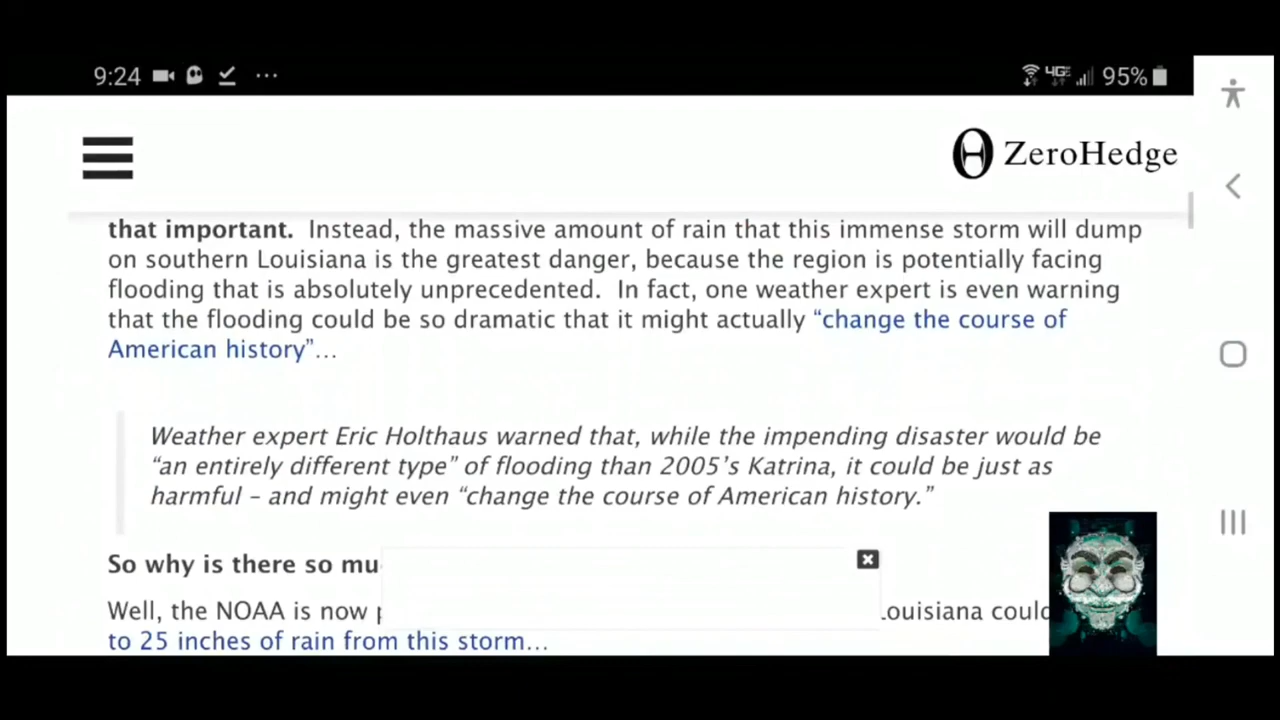 9:24 ... 4GE 95%
ZeroHedge
that important. Instead, the massive amount of rain that this immense storm will dump
on southern Louisiana is the greatest danger, because the region is potentially facing
flooding that is absolutely unprecedented. In fact, one weather expert is even warning
that the flooding could be so dramatic that it might actually “change the course of
American history”...
Weather expert Eric Holthaus warned that, while the impending disaster would be
“an entirely different type” of flooding than 2005’s Katrina, it could be just as
harmful – and might even “change the course of American history.”
So why is there so mu
Well, the NOAA is now ouisiana could
to 25 inches of rain from this storm...